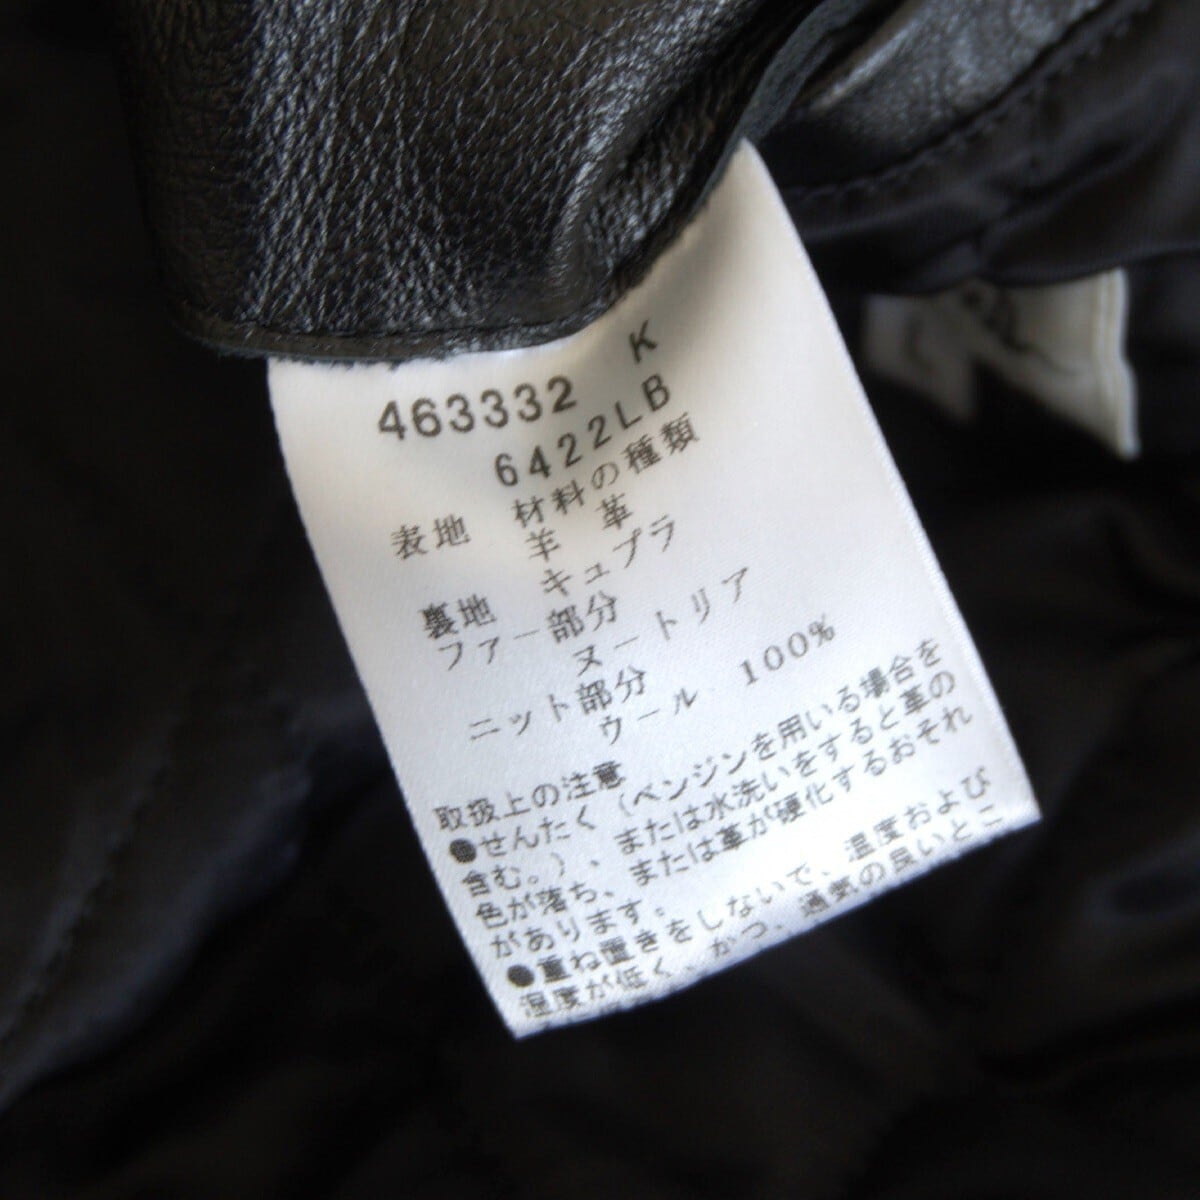 463332 K
6422LB
材料の種類
表地 羊 革
キュプラ
裏地
ファー部分
ヌートリア
ニット部分
ウール 100%
取扱上の注意
●せんたく(ベンジンを用いる場合を
含む。)、または水洗いをすると革の
色が落ち、または革が硬化するおそれ
があります。
●重ね置きをしないで、温度および
湿度が低く、かつ、通気の良いとこ